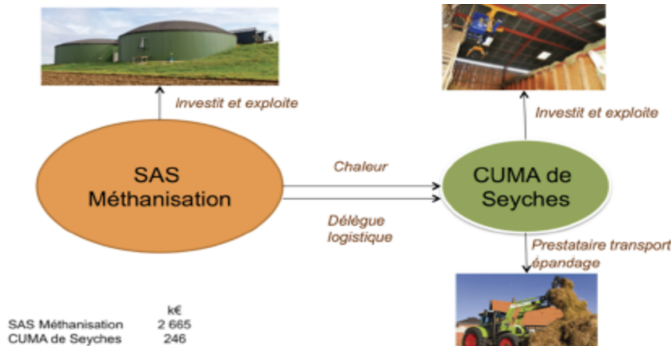 Investit et exploite
Investit et exploite
SAS
Méthanisation
Chaleur
CUMA de
Seyches
Délègue
logistique
Prestataire transport
épandage
k€
SAS Méthanisation 2 665
CUMA de Seyches 246